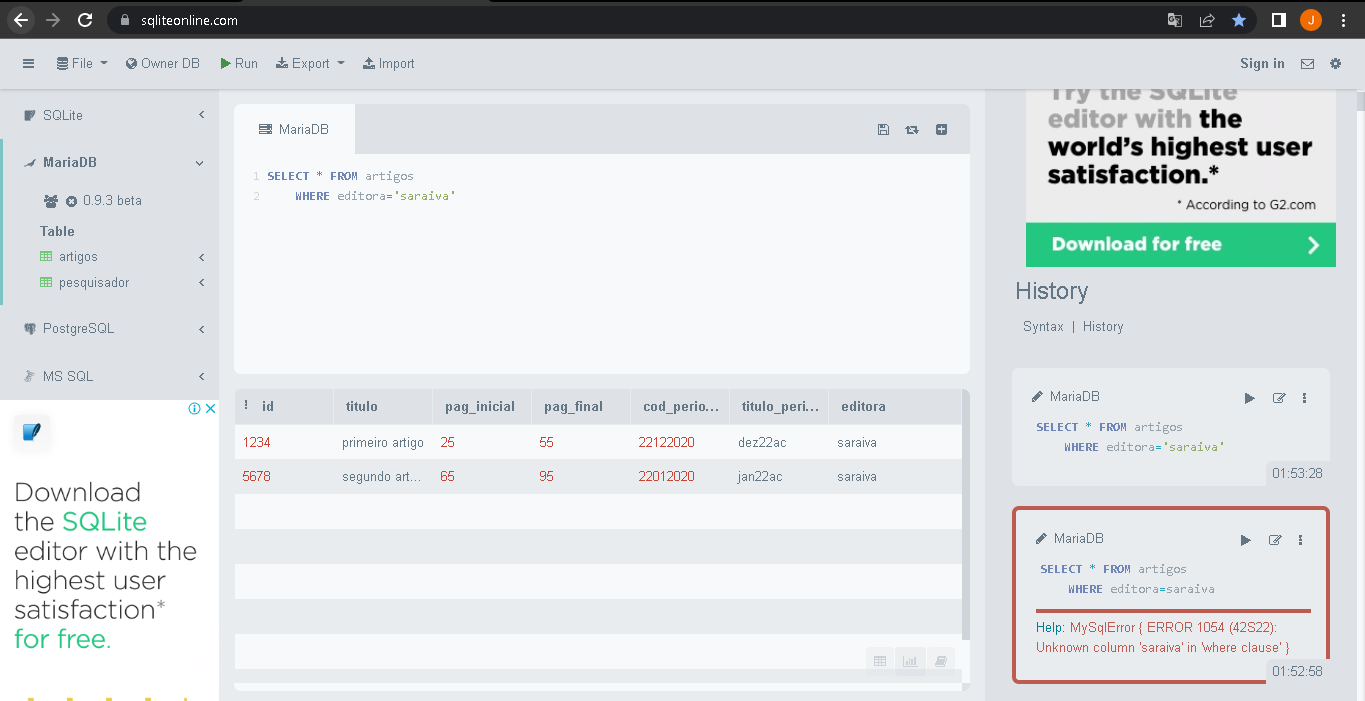 sqliteonline.com
J
File
Owner DB
Run
Export
Import
Sign in
SQLite
MariaDB
0.9.3 beta
Table
artigos
pesquisador
PostgreSQL
MS SQL
Download
the SQLite
editor with the
highest user
satisfaction*
for free.
MariaDB
1 SELECT * FROM artigos
2 WHERE editora='saraiva'
id titulo pag_inicial pag_final cod_perio... titulo_peri... editora
1234 primeiro artigo 25 55 22122020 dez22ac saraiva
5678 segundo art... 65 95 22012020 jan22ac saraiva
Try the SQLite
editor with the
world's highest user
satisfaction.*
* According to G2.com
Download for free
History
Syntax | History
MariaDB
SELECT * FROM artigos
WHERE editora='saraiva'
01:53:28
MariaDB
SELECT * FROM artigos
WHERE editora=saraiva
Help: MySqlError { ERROR 1054 (42S22):
Unknown column 'saraiva' in 'where clause' }
01:52:58